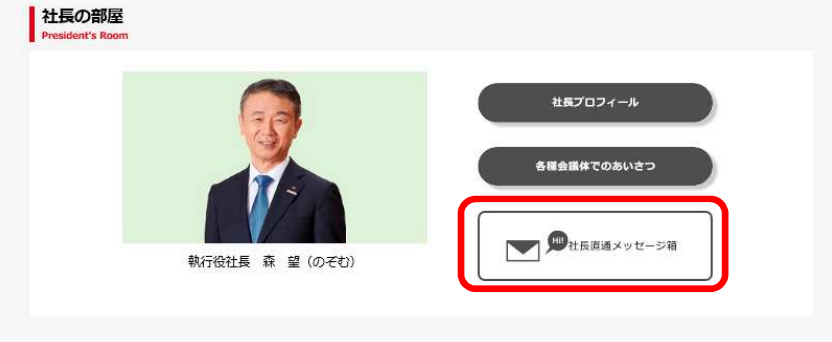 社長の部屋
President's Room
社長プロフィール
各種会議体でのあいさつ
Hi!
社長直通メッセージ箱
執行役社長　森　望（のぞむ）